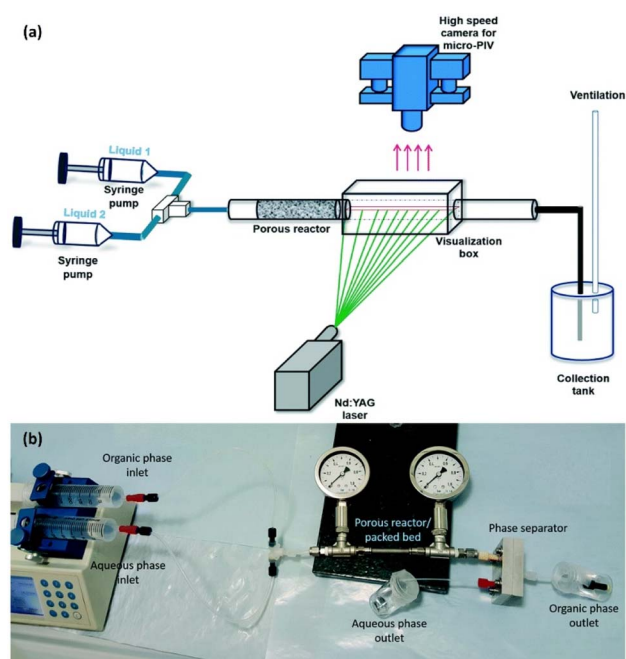 (a)
High speed
camera for
micro-PIV
Ventilation
Liquid 1
Syringe
pump
Liquid 2
Syringe
pump
Porous reactor
Visualization
box
Nd:YAG
laser
Collection
tank
(b)
Organic phase
inlet
Aqueous phase
inlet
Porous reactor/
packed bed
Phase separator
Aqueous phase
outlet
Organic phase
outlet